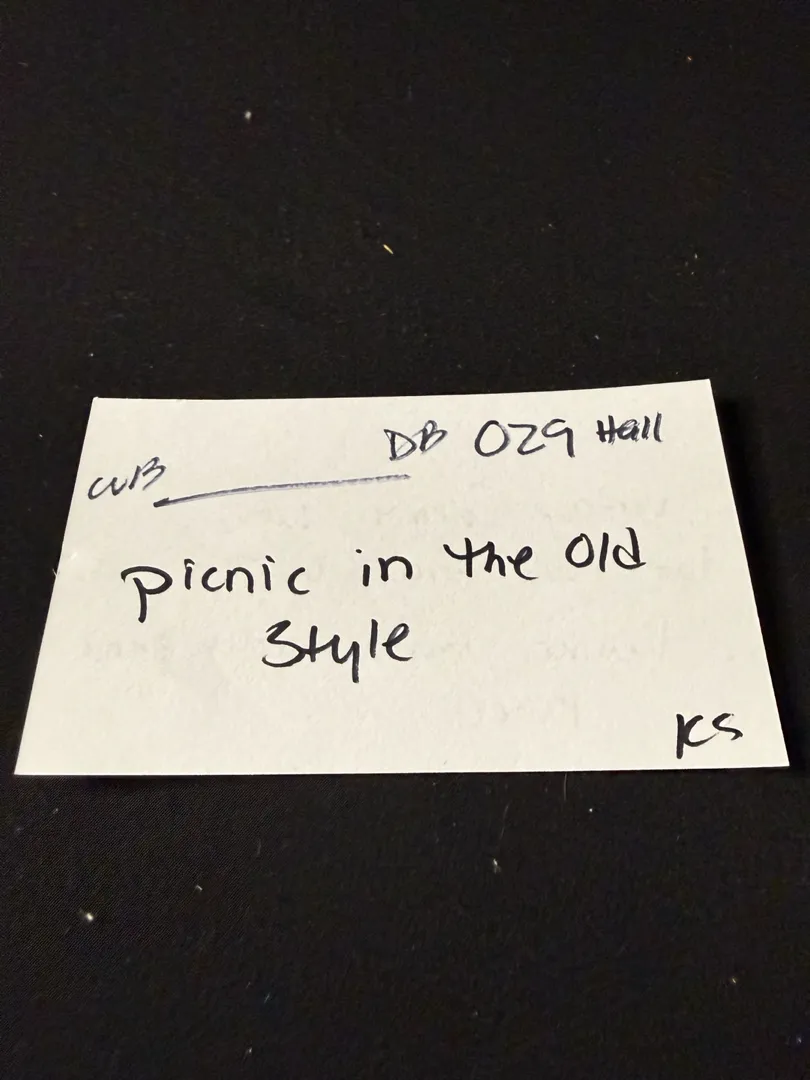 DB 029 Hall
WB
picnic in the Old
Style
KS